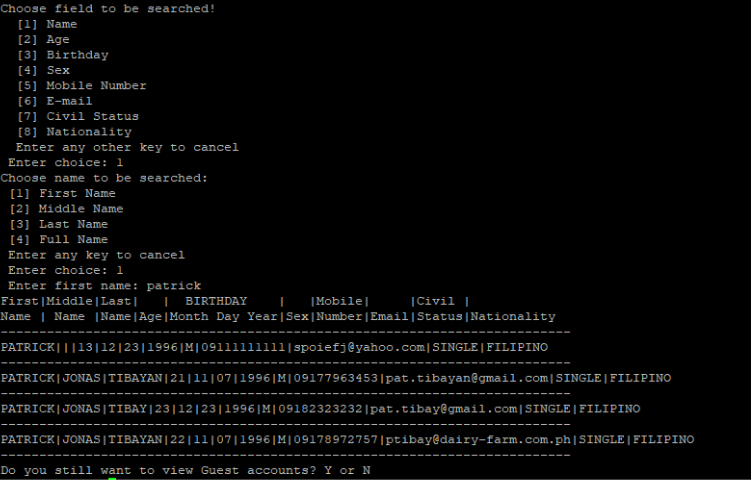 Choose field to be searched!
[1] Name
[2] Age
[3] Birthday
[4] Sex
[5] Mobile Number
[6] E-mail
[7] Civil Status
[8] Nationality
Enter any other key to cancel
Enter choice: 1
Choose name to be searched:
[1] First Name
[2] Middle Name
[3] Last Name
[4] Full Name
Enter any key to cancel
Enter choice: 1
Enter first name: patrick
First|Middle|Last|   |  BIRTHDAY    |   |Mobile|     |Civil |
Name | Name |Name|Age|Month Day Year|Sex|Number|Email|Status|Nationality
--------------------------------------------------------------------------
PATRICK|||13|12|23|1996|M|09111111111|spoiefj@yahoo.com|SINGLE|FILIPINO
--------------------------------------------------------------------------
PATRICK|JONAS|TIBAYAN|21|11|07|1996|M|09177963453|pat.tibayan@gmail.com|SINGLE|FILIPINO
--------------------------------------------------------------------------
PATRICK|JONAS|TIBAY|23|12|23|1996|M|09182323232|pat.tibay@gmail.com|SINGLE|FILIPINO
--------------------------------------------------------------------------
PATRICK|JONAS|TIBAYAN|22|11|07|1996|M|09178972757|ptibay@dairy-farm.com.ph|SINGLE|FILIPINO
--------------------------------------------------------------------------
Do you still want to view Guest accounts? Y or N